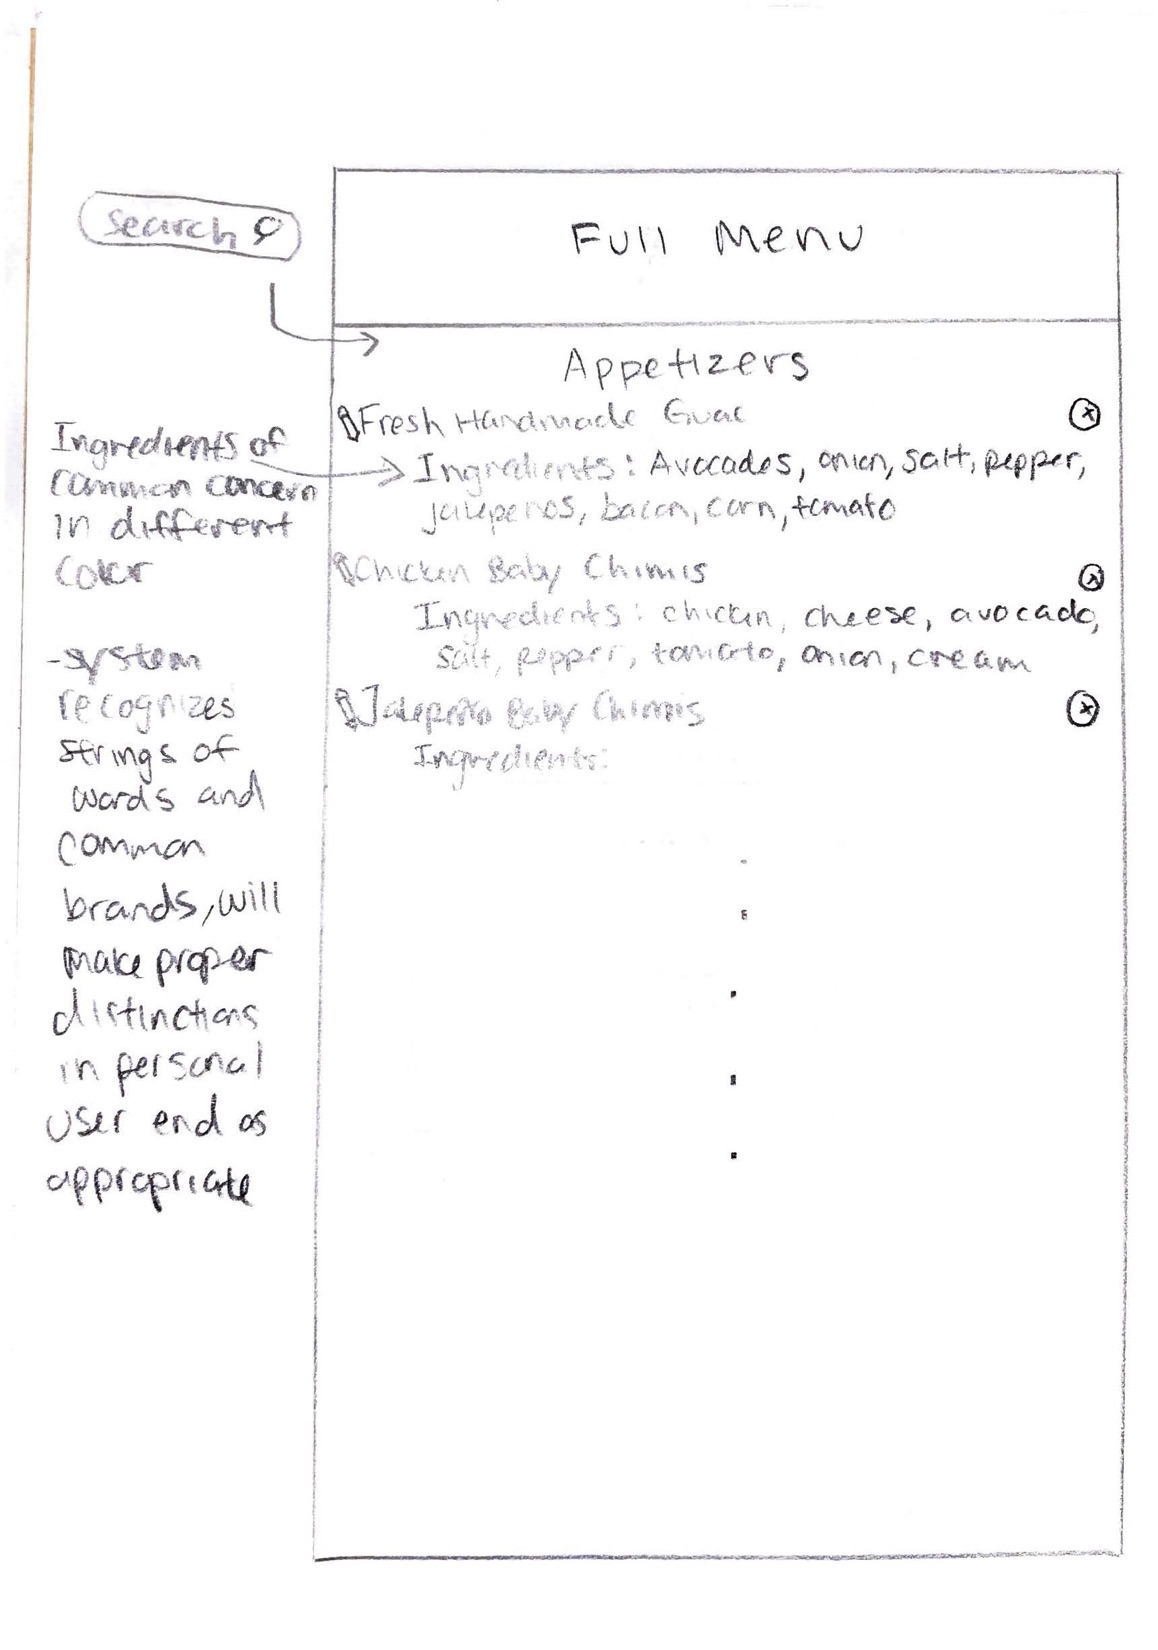 Search
Full Menu
Appetizers
Fresh Handmade Guac
Ingredients: Avocados, onion, salt, pepper,
jalepenos, bacon, corn, tomato
Chicken Baby Chimis
Ingredients: chicken, cheese, avocado,
salt, pepper, tomato, onion, cream
Jalepeño Baby Chimis
Ingredients:
Ingredients of
common concern
in different
color
-system
recognizes
strings of
words and
common
brands, will
make proper
distinctions
in personal
user end as
appropriate